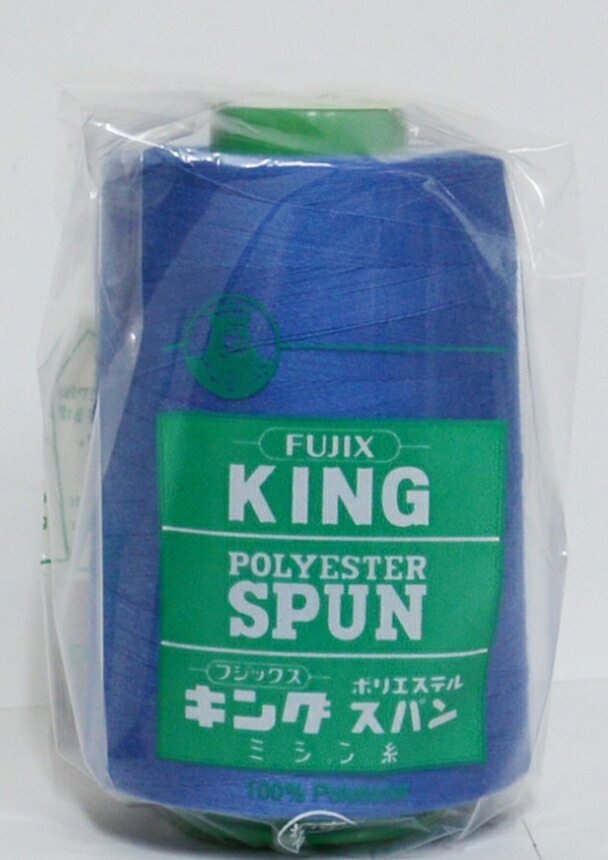 FUJIX
KING
POLYESTER
SPUN
フジックス
キング ポリエステル スパン
ミシン糸
100% Polyester